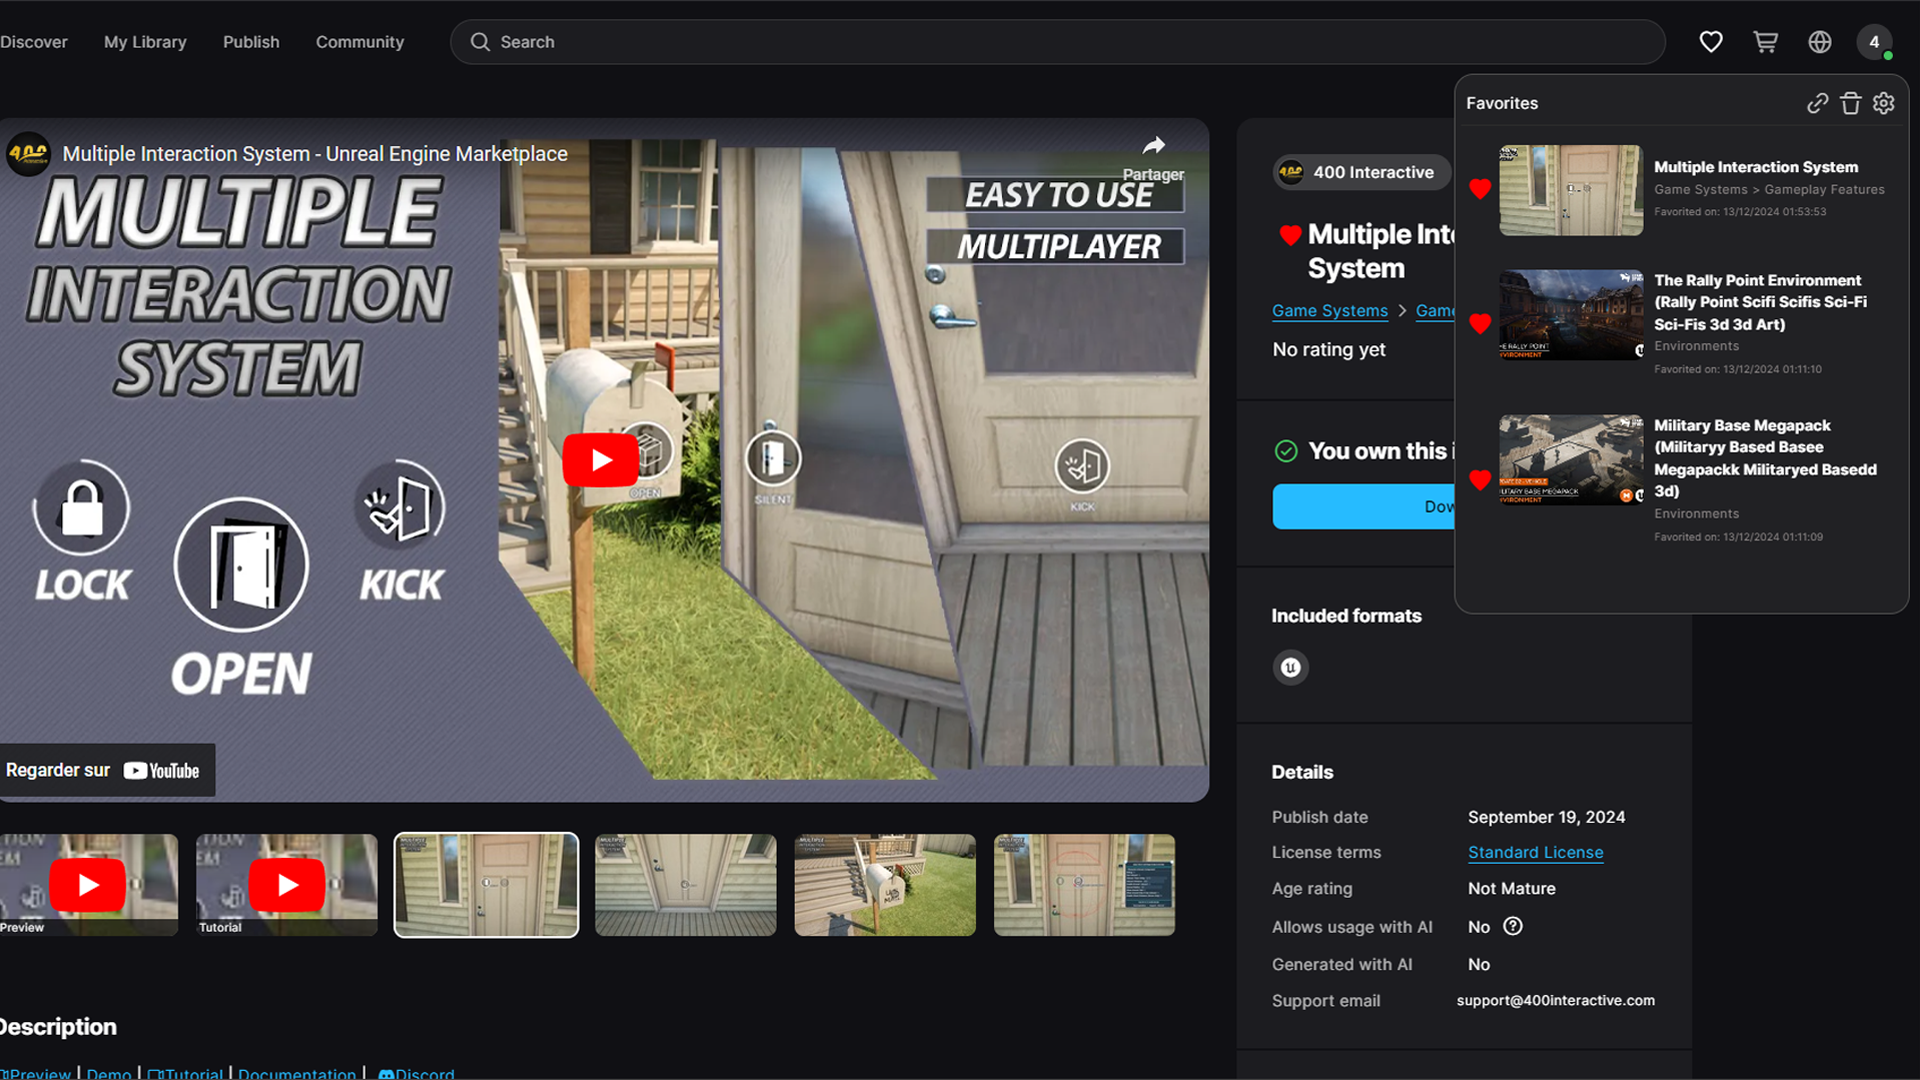 Discover
My Library
Publish
Community
Search
4
Favorites
Multiple Interaction System
Game Systems > Gameplay Features
Favorited on: 13/12/2024 01:53:53
The Rally Point Environment
(Rally Point Scifi Scifis Sci-Fi
Sci-Fis 3d 3d Art)
Environments
Favorited on: 13/12/2024 01:11:10
Military Base Megapack
(Militaryy Based Basee
Megapackk Militaryed Basedd
3d)
Environments
Favorited on: 13/12/2024 01:11:09
400
Multiple Interaction System - Unreal Engine Marketplace
Partager
MULTIPLE
INTERACTION
SYSTEM
EASY TO USE
MULTIPLAYER
LOCK
OPEN
KICK
OPEN
SILENT
KICK
Regarder sur YouTube
Preview
Tutorial
400 Interactive
Multiple Inte
System
Game Systems > Game
No rating yet
You own this i
Dow
Included formats
Details
Publish date September 19, 2024
License terms Standard License
Age rating Not Mature
Allows usage with AI No
Generated with AI No
Support email support@400interactive.com
Description
Preview | Demo | Tutorial | Documentation | Discord